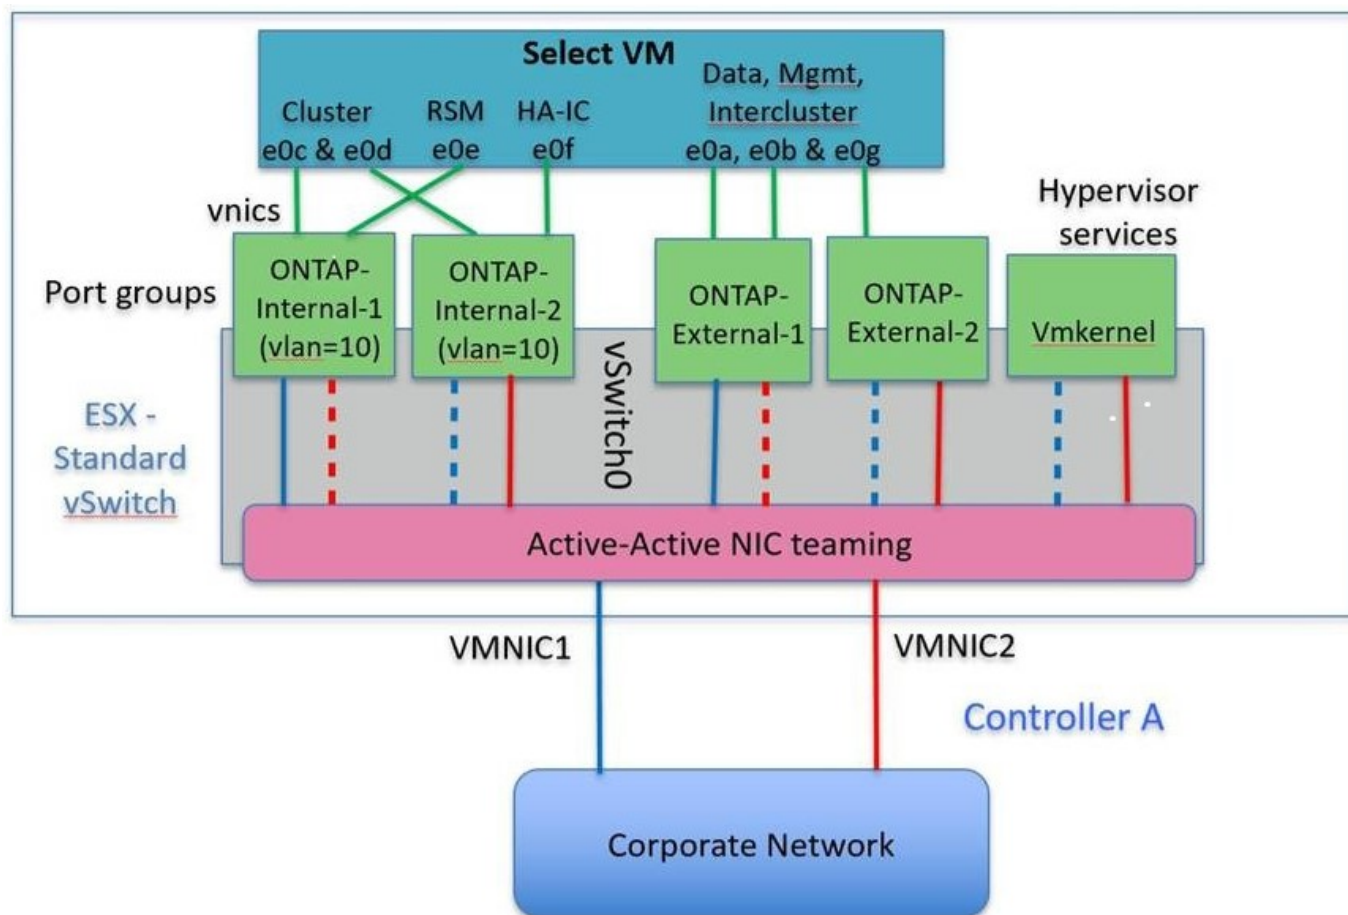 Select VM
Data, Mgmt,
Cluster RSM HA-IC Intercluster
e0c & e0d e0e e0f e0a, e0b & e0g
vnics
Hypervisor
services
Port groups
ONTAP-
Internal-1
(vlan=10)
ONTAP-
Internal-2
(vlan=10)
ONTAP-
External-1
ONTAP-
External-2
Vmkernel
vSwitch0
ESX -
Standard
vSwitch
Active-Active NIC teaming
VMNIC1
VMNIC2
Controller A
Corporate Network